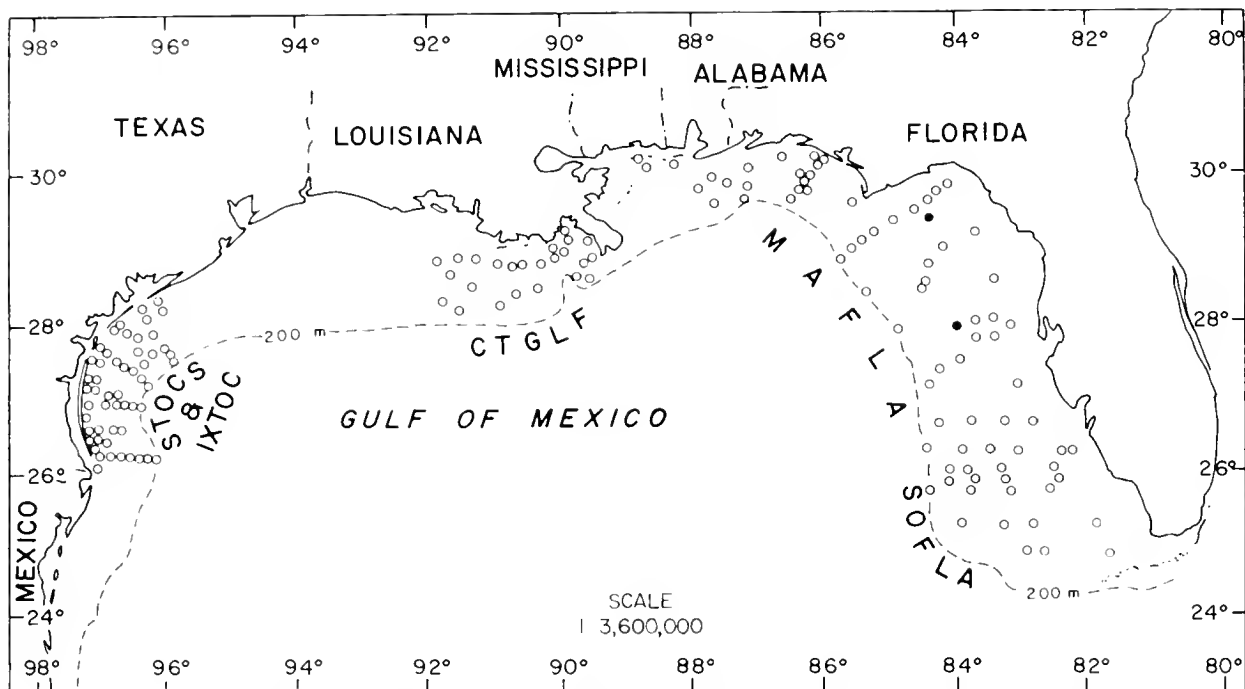 98° 96° 94° 92° 90° 88° 86° 84° 82° 80°
MISSISSIPPI ALABAMA
TEXAS LOUISIANA FLORIDA
30° 30°
MAFLA
28° 200 m CTGLF 28°
STOCS
&
IXTOC
GULF OF MEXICO
26° 26°
SOFLA
MEXICO
200 m
24° 24°
SCALE
1 3,600,000
98° 96° 94° 92° 90° 88° 86° 84° 82° 80°